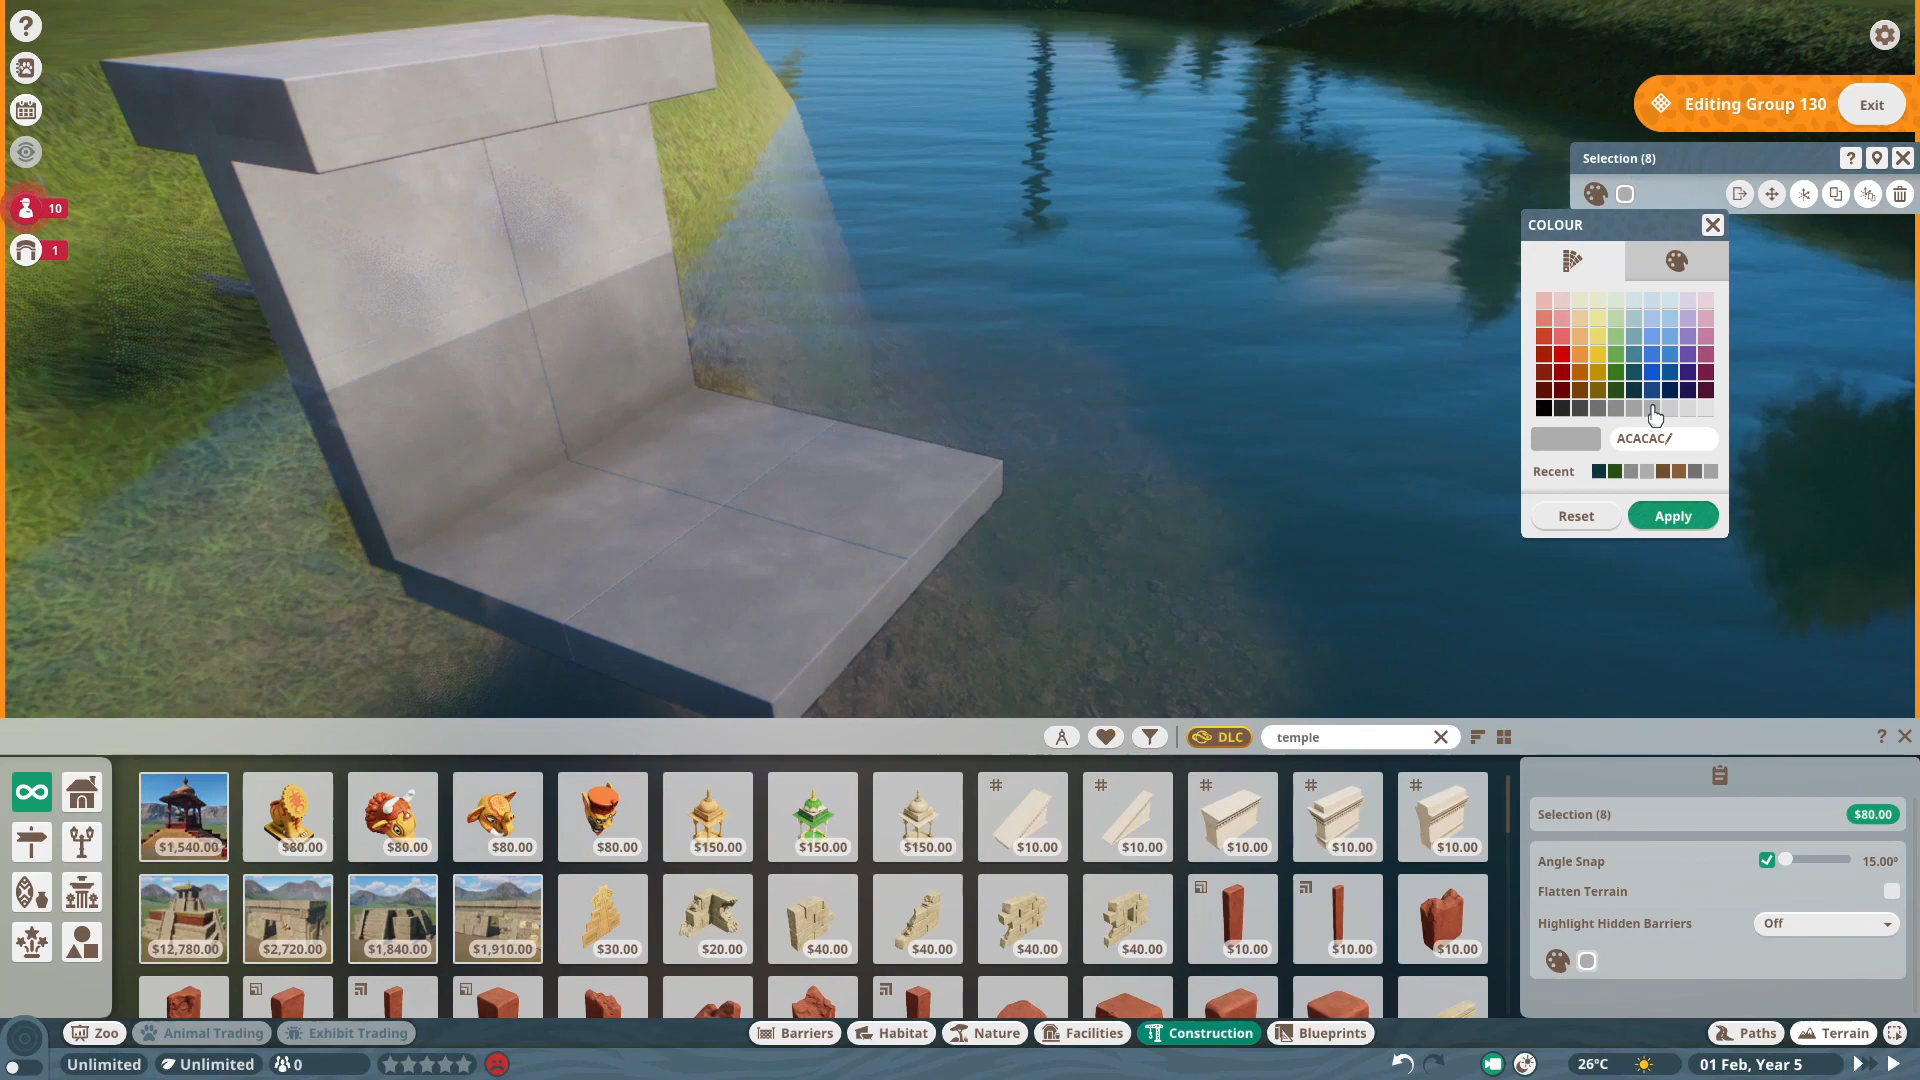 ?
Editing Group 130 Exit
Selection (8) ?
10
COLOUR
1
ACACAC
Recent
Reset Apply
DLC temple ?
$1,540.00 $80.00 $80.00 $80.00 $80.00 $150.00 $150.00 $150.00 $10.00 $10.00 $10.00 $10.00 $10.00
Selection (8) $80.00
Angle Snap 15.00°
Flatten Terrain
Highlight Hidden Barriers Off
$12,780.00 $2,720.00 $1,840.00 $1,910.00 $30.00 $20.00 $40.00 $40.00 $40.00 $40.00 $10.00 $10.00 $10.00
Zoo Animal Trading Exhibit Trading Barriers Habitat Nature Facilities Construction Blueprints Paths Terrain
Unlimited Unlimited 0 26°C 01 Feb, Year 5